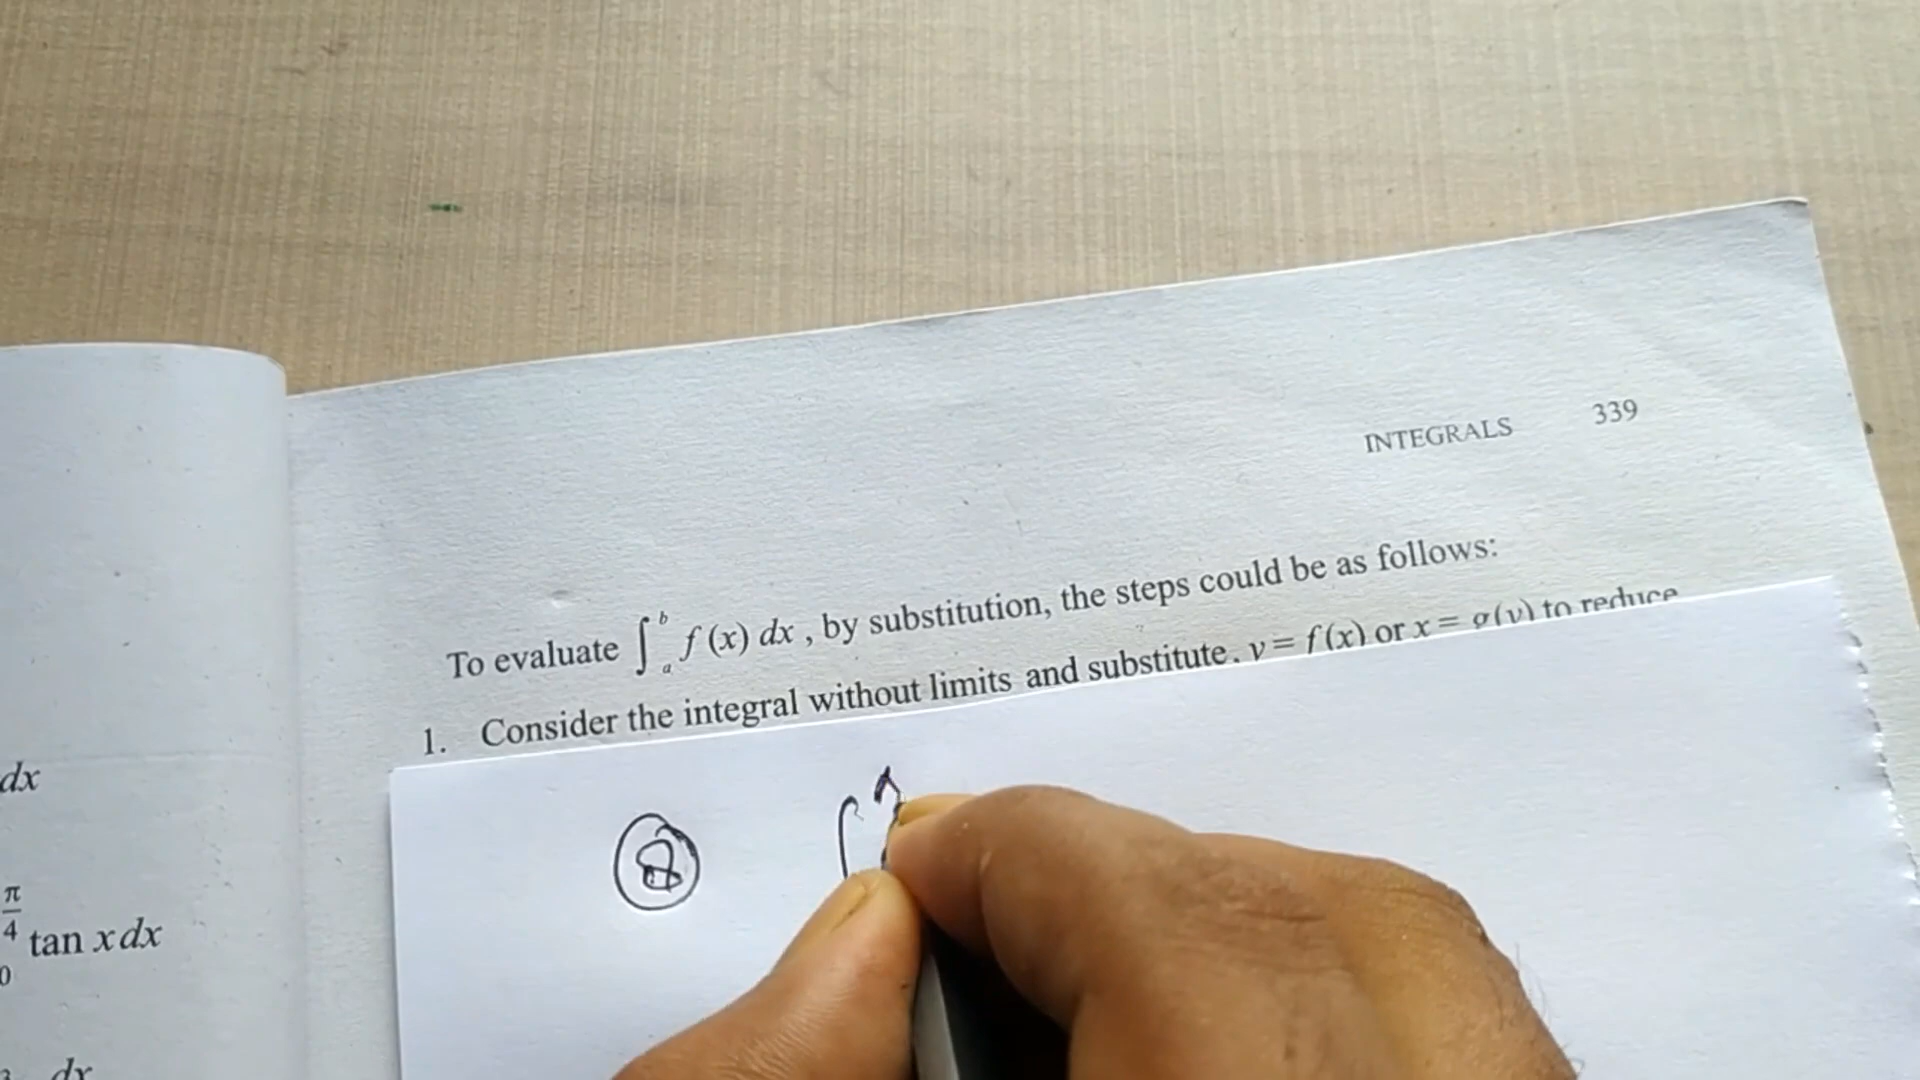 INTEGRALS 339
To evaluate ∫ₐᵇ f(x) dx , by substitution, the steps could be as follows:
1. Consider the integral without limits and substitute, y = f(x) or x = g(y) to reduce
8 ∫
dx
π/4
0 tan x dx
dx